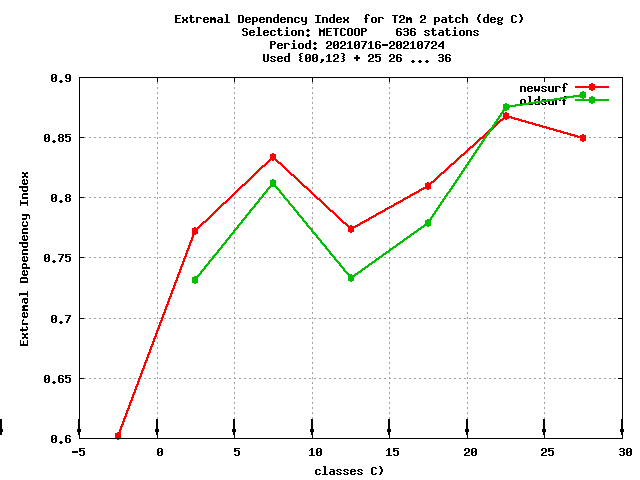 Extremal Dependency Index  for T2m 2 patch (deg C)
Selection: METCOOP    636 stations
Period: 20210716-20210724
Used {00,12} + 25 26 ... 36
newsurf
oldsurf
0.9
0.85
0.8
0.75
0.7
0.65
0.6
Extremal Dependency Index
-5 0 5 10 15 20 25 30
classes C)